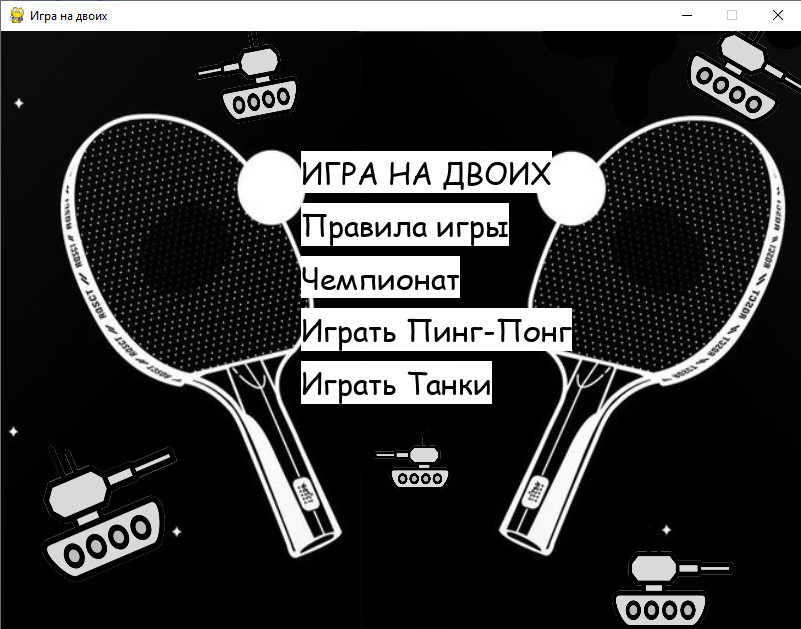 Игра на двоих
ИГРА НА ДВОИХ
Правила игры
Чемпионат
Играть Пинг-Понг
Играть Танки